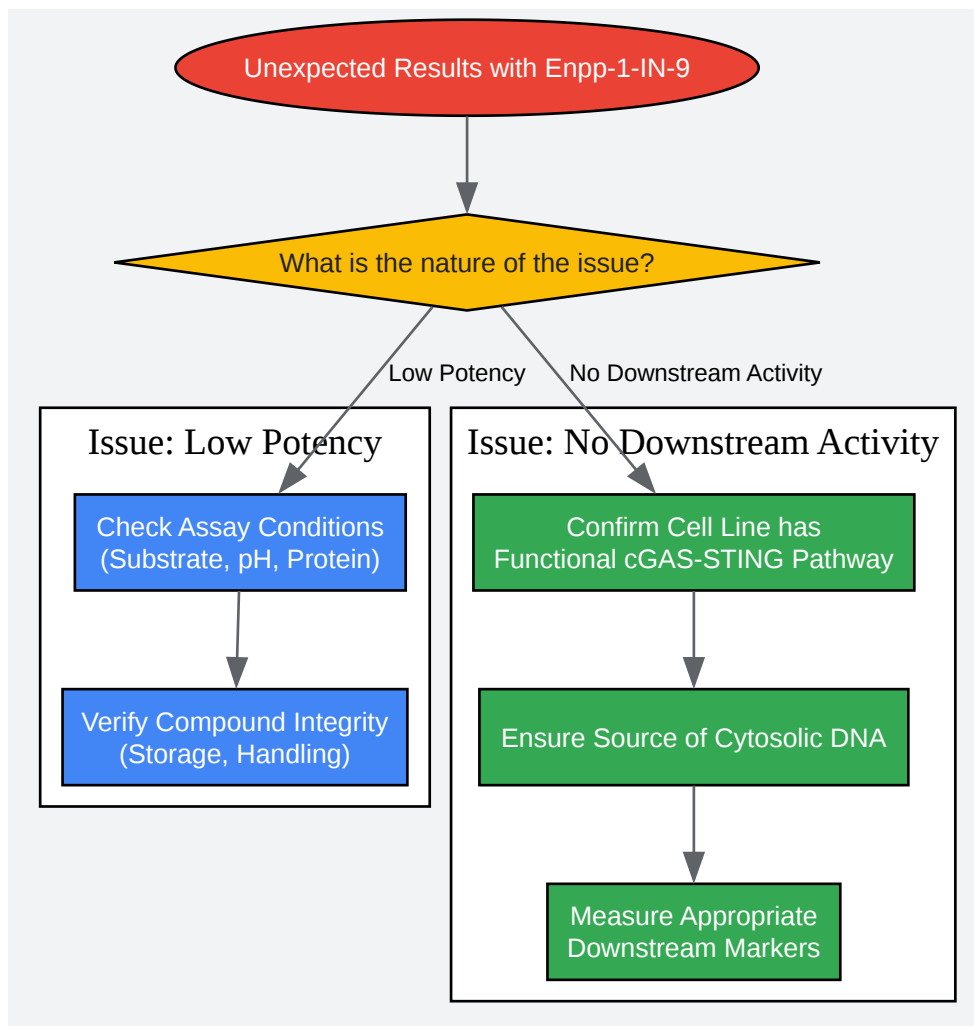 Unexpected Results with Enpp-1-IN-9
What is the nature of the issue?
Low Potency
No Downstream Activity
Issue: Low Potency
Check Assay Conditions
(Substrate, pH, Protein)
Verify Compound Integrity
(Storage, Handling)
Issue: No Downstream Activity
Confirm Cell Line has
Functional cGAS-STING Pathway
Ensure Source of Cytosolic DNA
Measure Appropriate
Downstream Markers